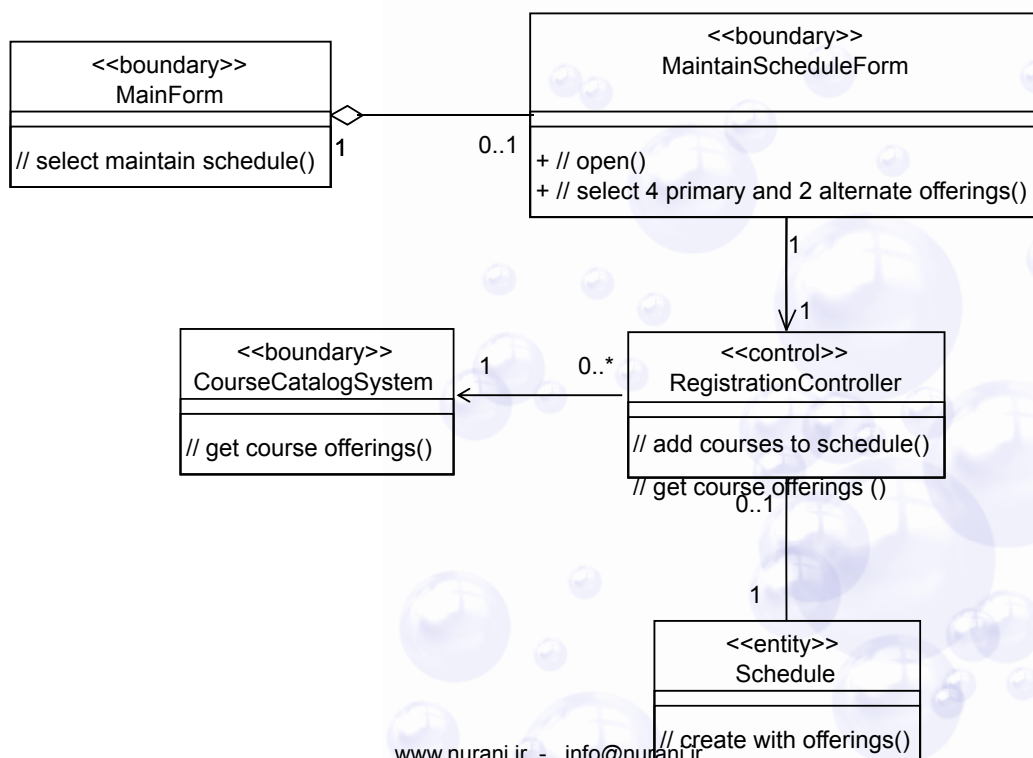 <<boundary>>
MainForm
// select maintain schedule()
1
0..1
<<boundary>>
MaintainScheduleForm
+ // open()
+ // select 4 primary and 2 alternate offerings()
1
1
<<boundary>>
CourseCatalogSystem
// get course offerings()
1
0..*
<<control>>
RegistrationController
// add courses to schedule()
// get course offerings ()
0..1
1
<<entity>>
Schedule
// create with offerings()
www.nurani.ir - info@nurani.ir